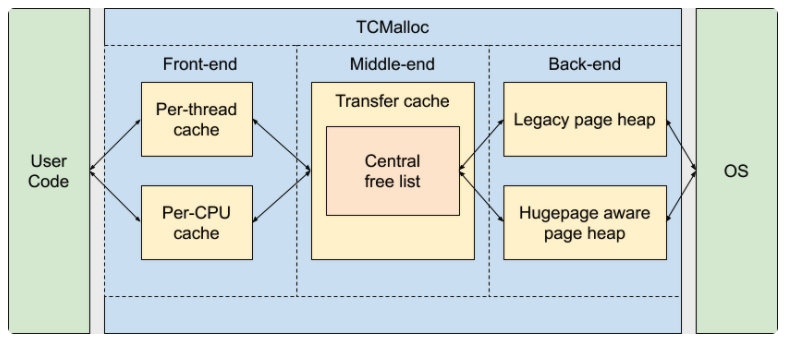 TCMalloc
Front-end
Middle-end
Back-end
User
Code
Per-thread
cache
Per-CPU
cache
Transfer cache
Central
free list
Legacy page heap
Hugepage aware
page heap
OS